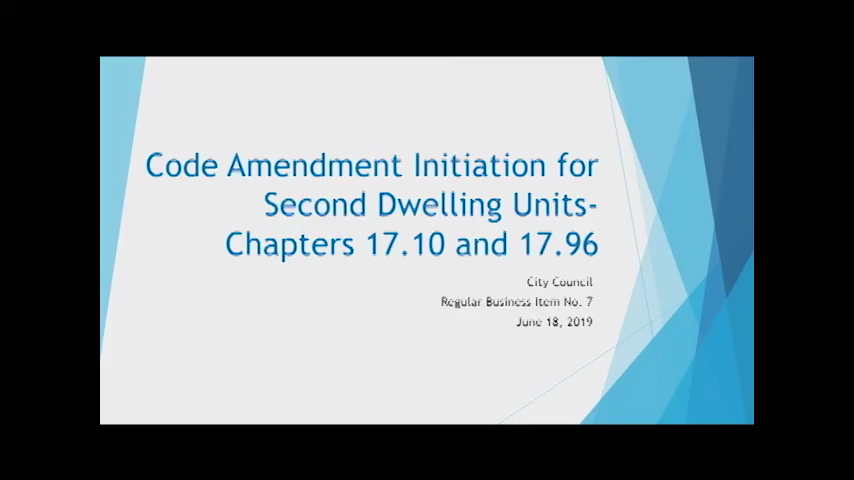 Code Amendment Initiation for
Second Dwelling Units-
Chapters 17.10 and 17.96
City Council
Regular Business Item No. 7
June 18, 2019